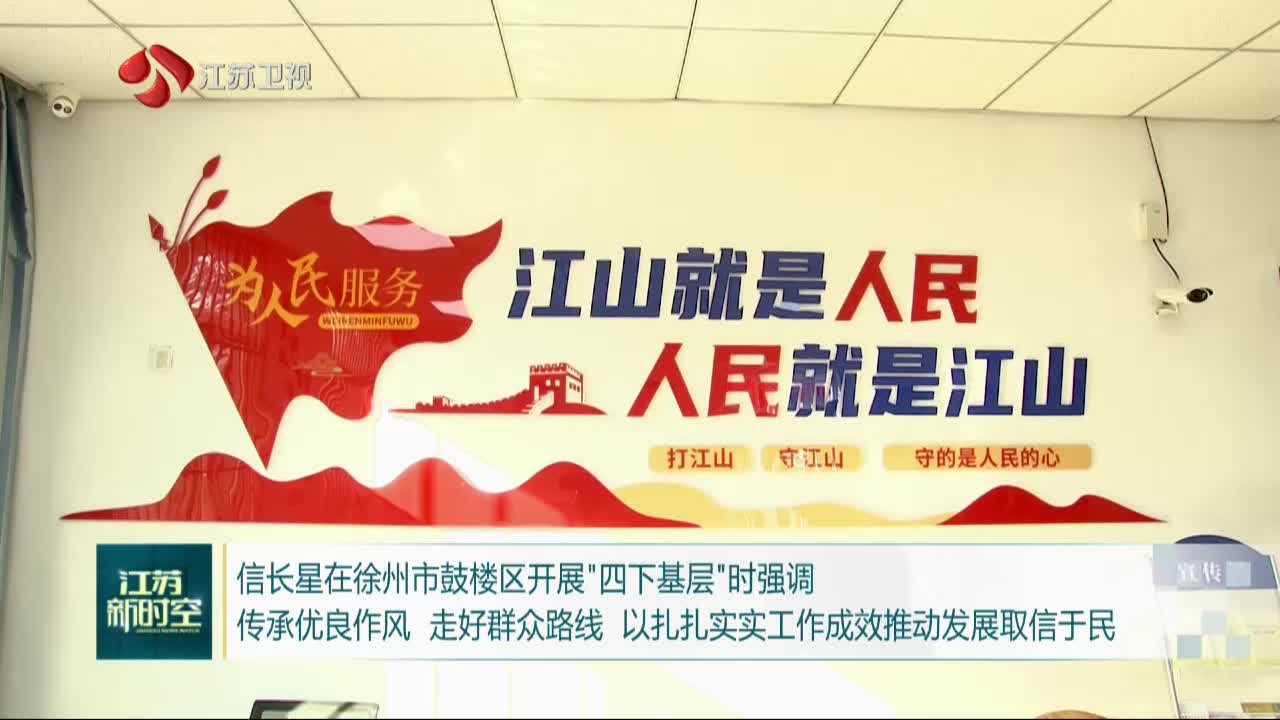 江苏卫视
为人民服务
WEIRENMINFUWU
江山就是人民
人民就是江山
打江山 守江山 守的是人民的心
宣传
江苏
新时空
信长星在徐州市鼓楼区开展"四下基层"时强调
传承优良作风 走好群众路线 以扎扎实实工作成效推动发展取信于民